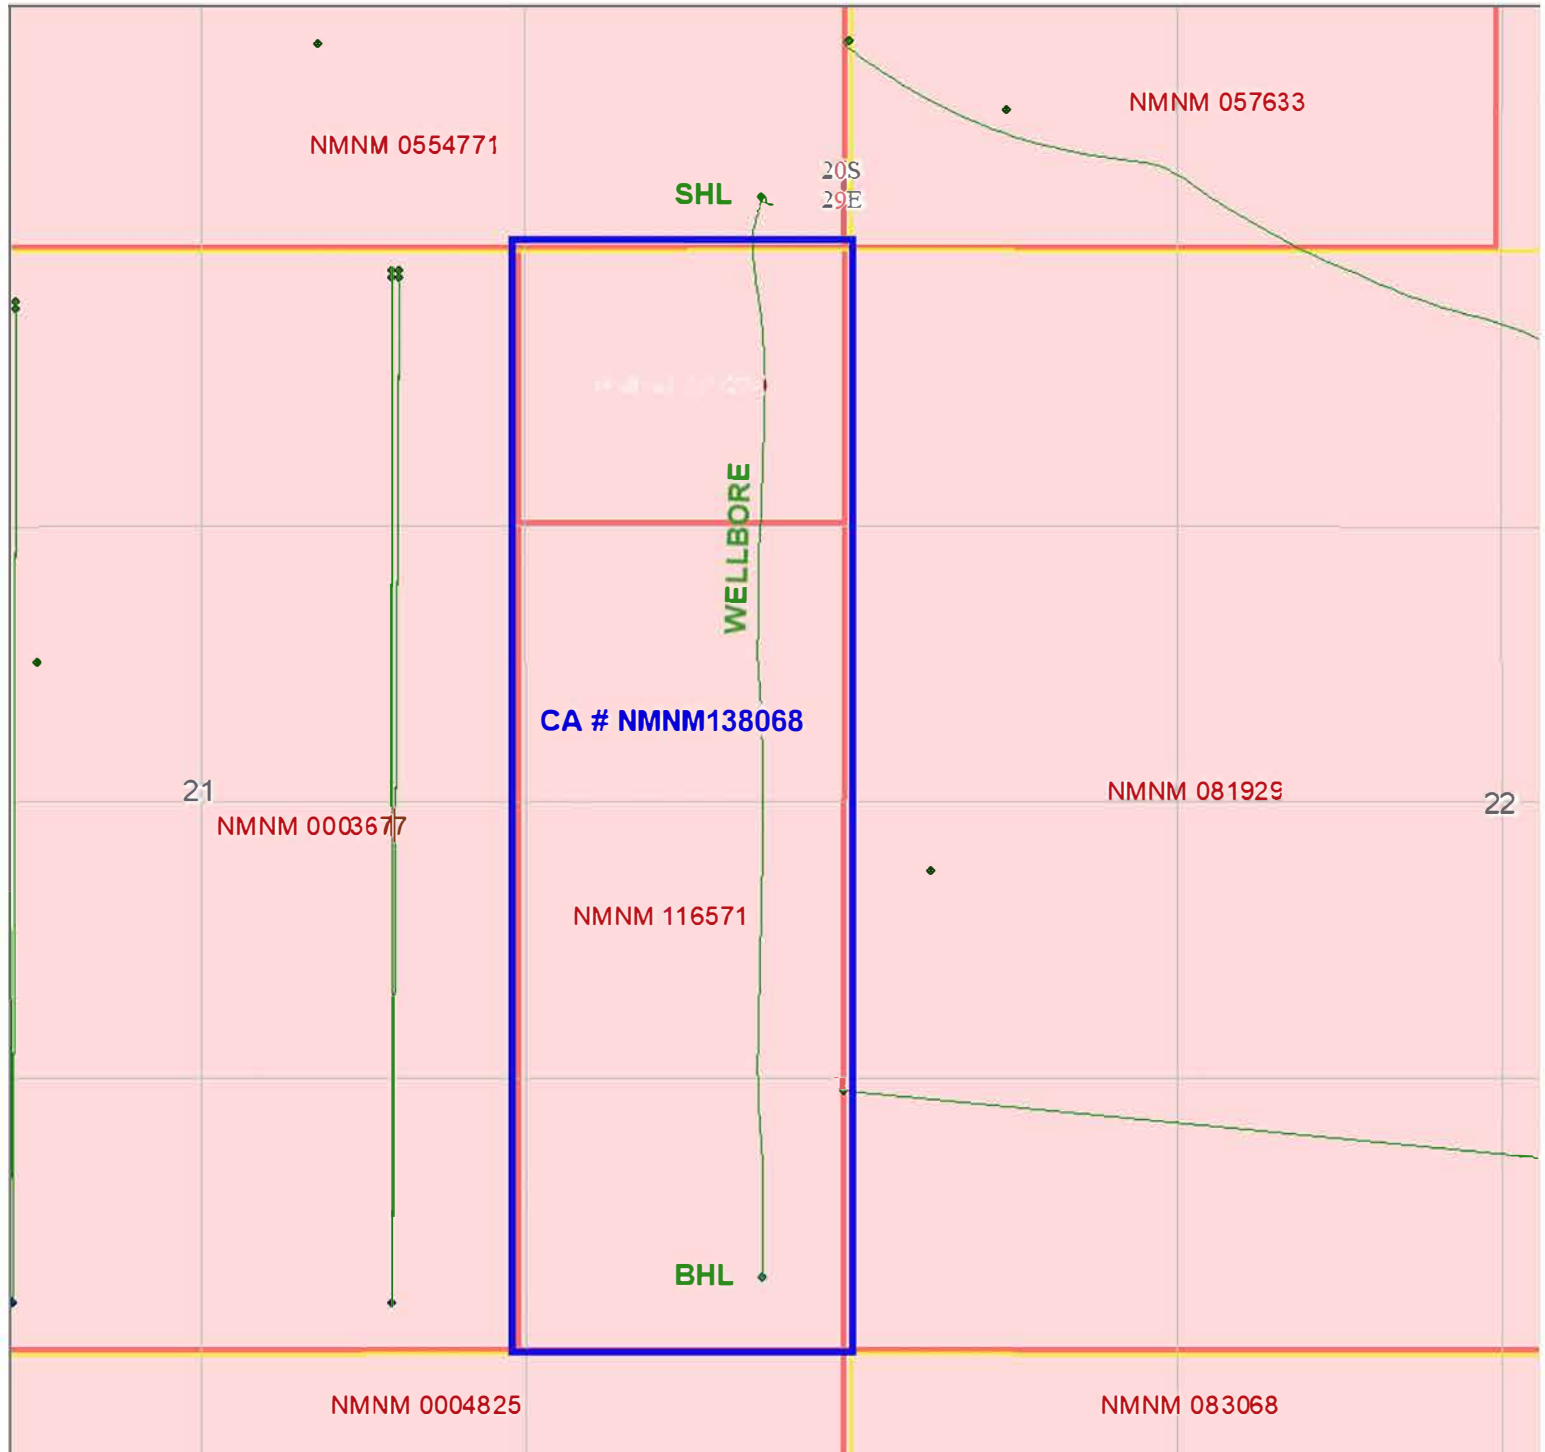 NMNM 057633
NMNM 0554771
20S
29E
SHL
WELLBORE
CA # NMNM138068
21
NMNM 081929
22
NMNM 0003677
NMNM 116571
BHL
NMNM 0004825
NMNM 083068